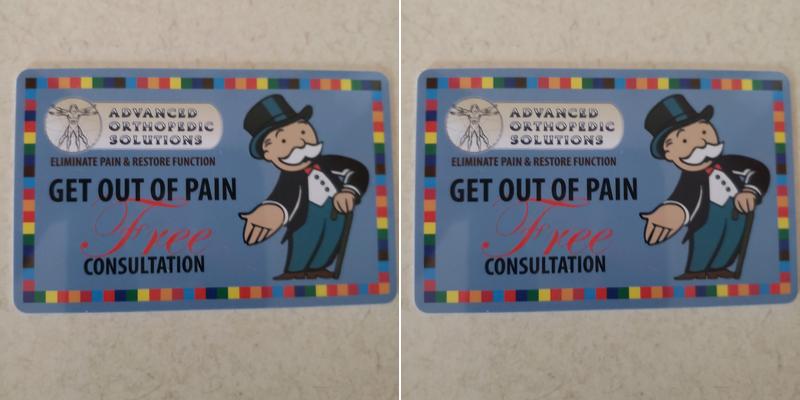 ADVANCED
ORTHOPEDIC
SOLUTIONS
ELIMINATE PAIN & RESTORE FUNCTION
GET OUT OF PAIN
Free
CONSULTATION
ADVANCED
ORTHOPEDIC
SOLUTIONS
ELIMINATE PAIN & RESTORE FUNCTION
GET OUT OF PAIN
Free
CONSULTATION